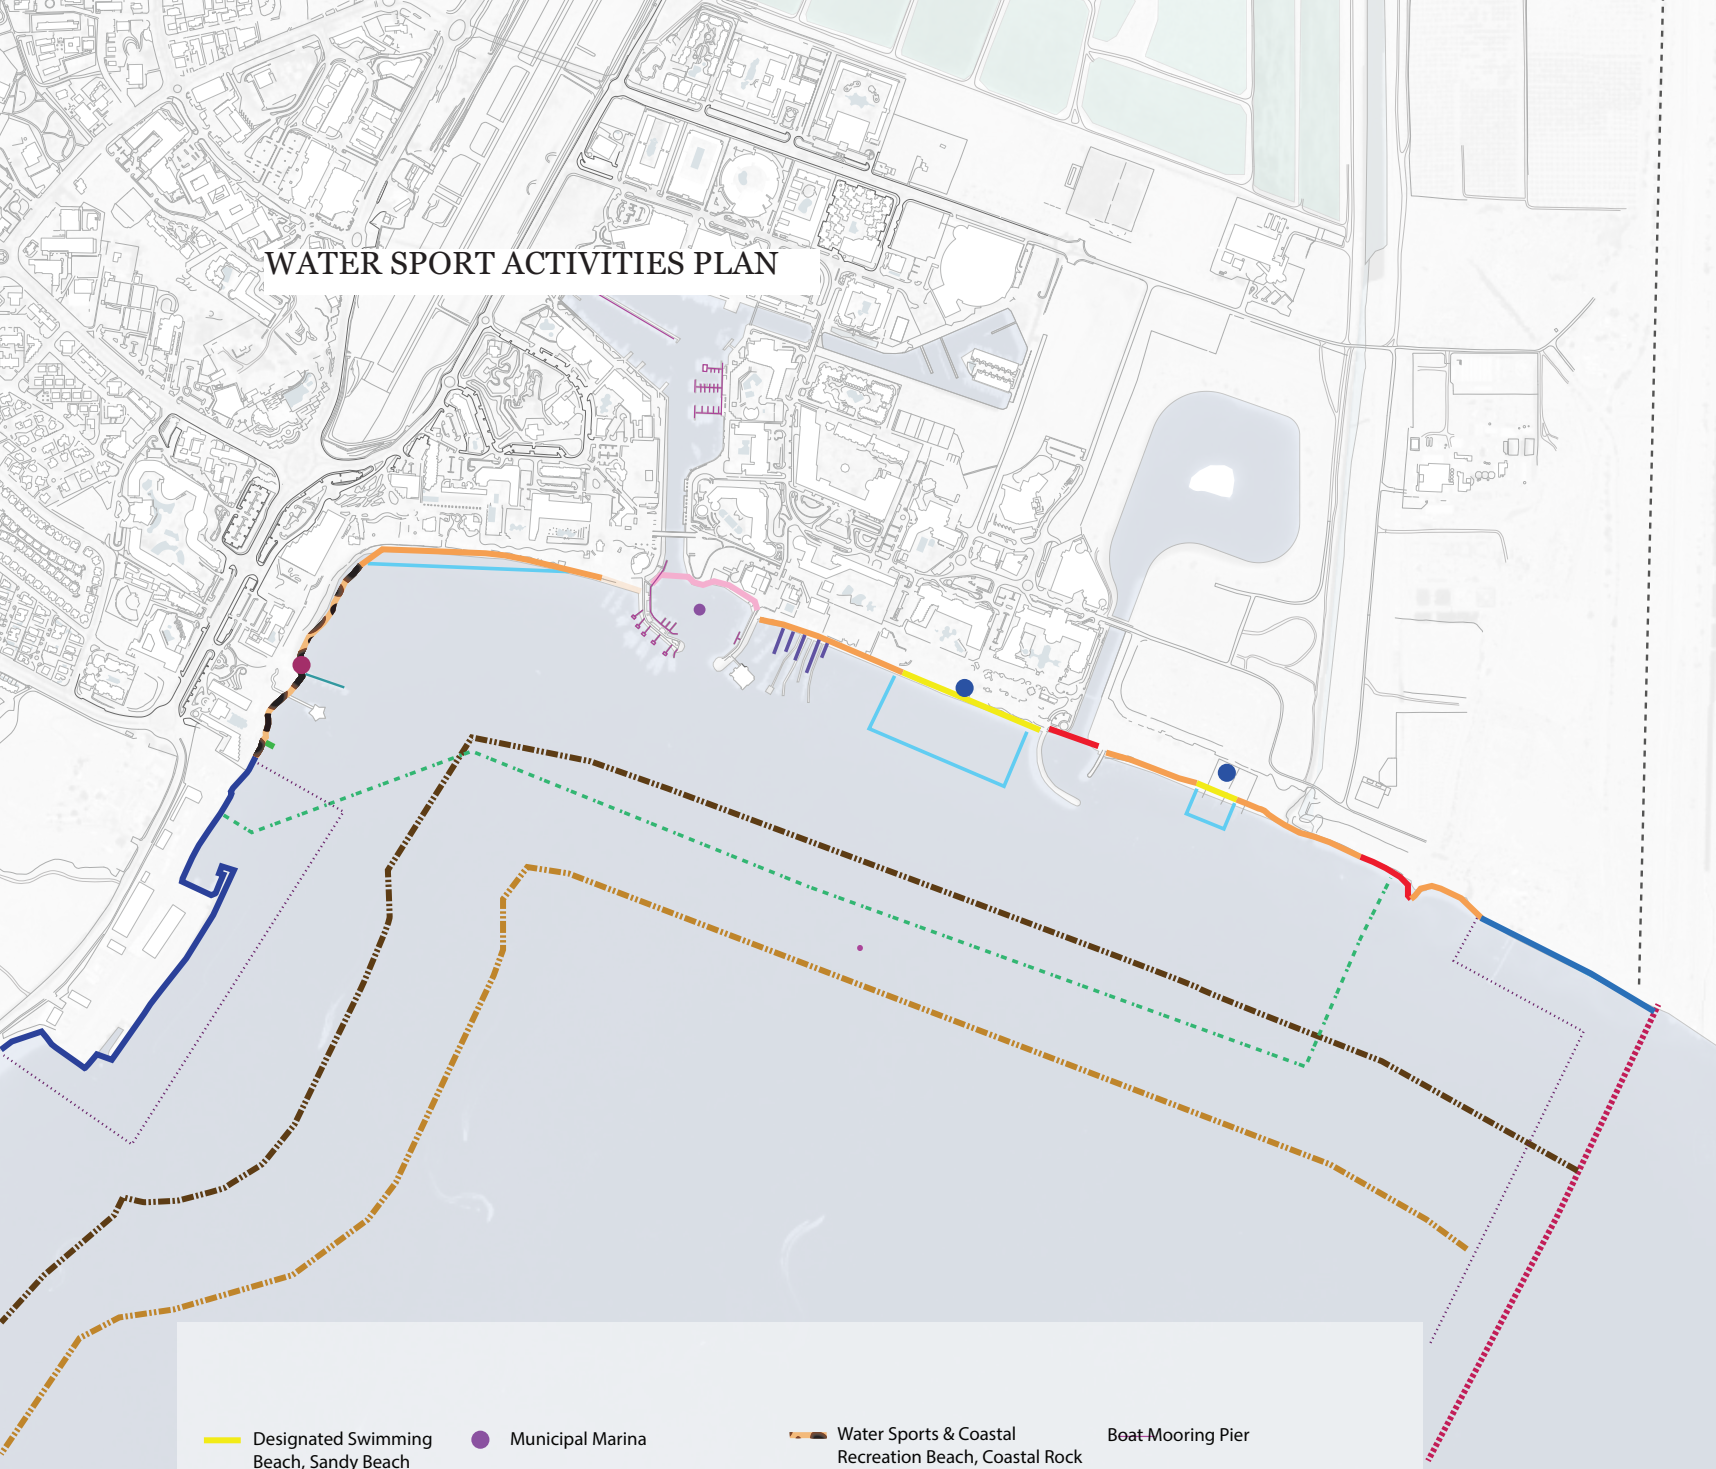 WATER SPORT ACTIVITIES PLAN
Designated Swimming
Beach, Sandy Beach
Municipal Marina
Water Sports & Coastal
Recreation Beach, Coastal Rock
Boat Mooring Pier